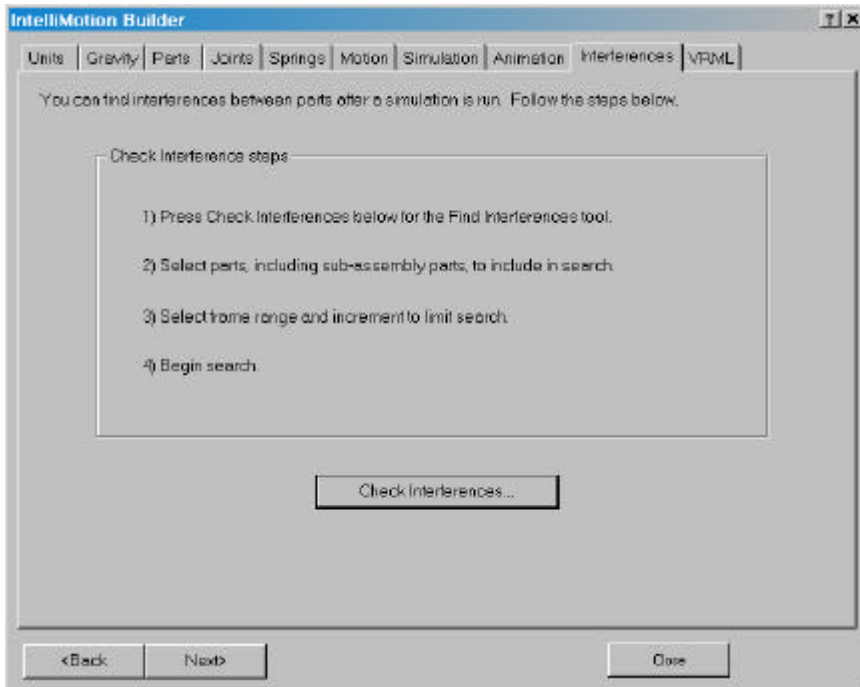 IntelliMotion Builder
Units Gravity Parts Joints Springs Motion Simulation Animation Interferences VRML
You can find interferences between parts after a simulation is run. Follow the steps below.
Check Interference steps
1) Press Check Interferences below for the Find Interferences tool.
2) Select parts, including sub-assembly parts, to include in search.
3) Select frame range and increment to limit search.
4) Begin search.
Check Interferences...
<Back Next> Close